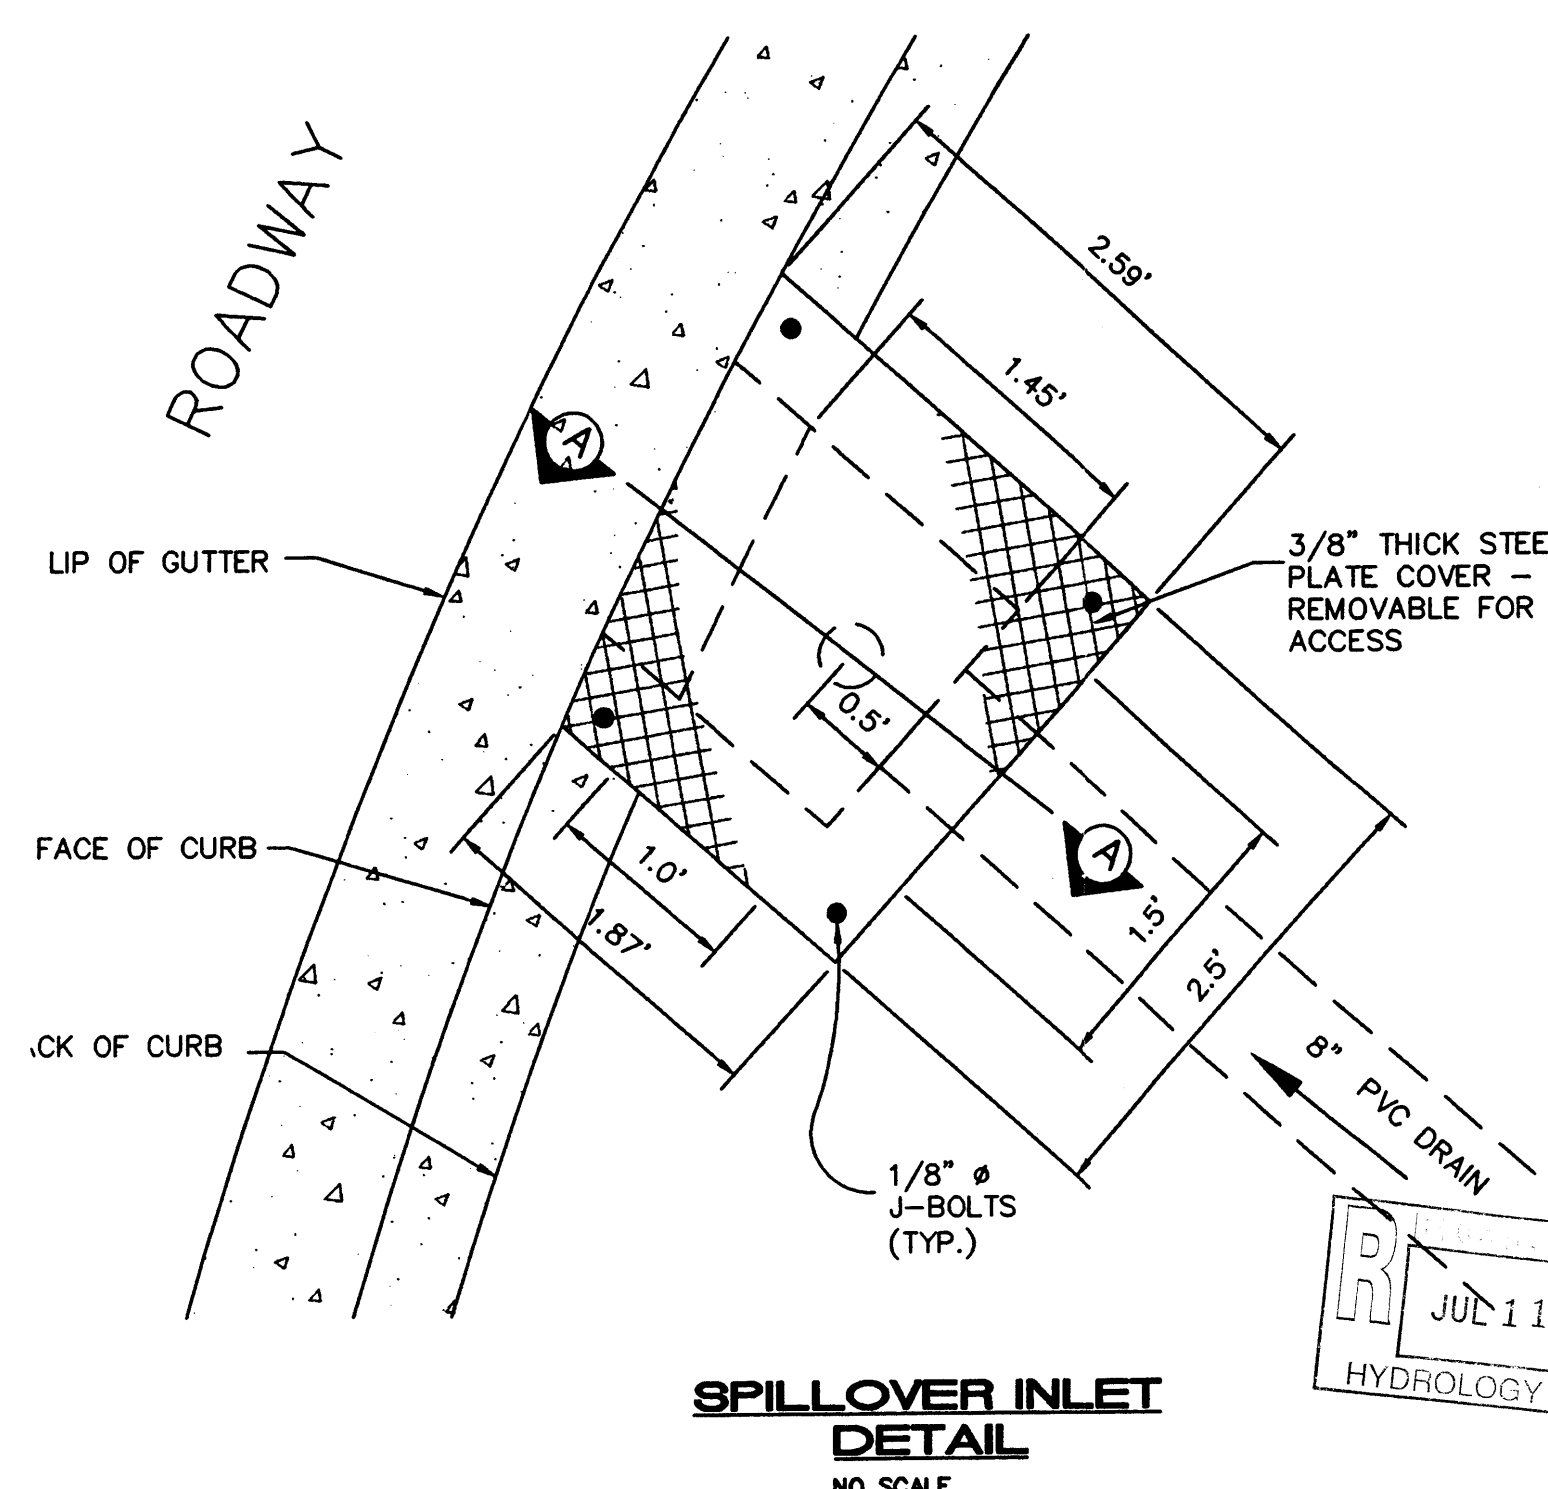 ROADWAY
2.59'
1.45'
A
LIP OF GUTTER
3/8" THICK STEE
PLATE COVER –
REMOVABLE FOR
ACCESS
0.5'
FACE OF CURB
1.0'
1.87'
A
1.5'
2.5'
CK OF CURB
8" PVC DRAIN
1/8" ø
J-BOLTS
(TYP.)
R
JUL 11
HYDROLOGY
SPILLOVER INLET
DETAIL
NO SCALE